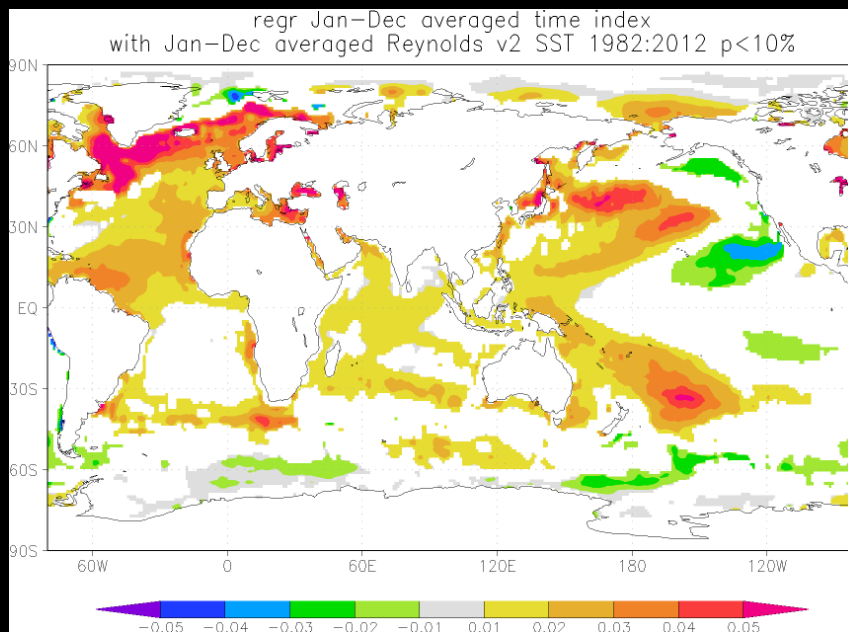 regr Jan-Dec averaged time index
with Jan-Dec averaged Reynolds v2 SST 1982:2012 p<10%
90N
60N
30N
EQ
30S
60S
90S
60W 0 60E 120E 180 120W
-0.05 -0.04 -0.03 -0.02 -0.01 0.01 0.02 0.03 0.04 0.05